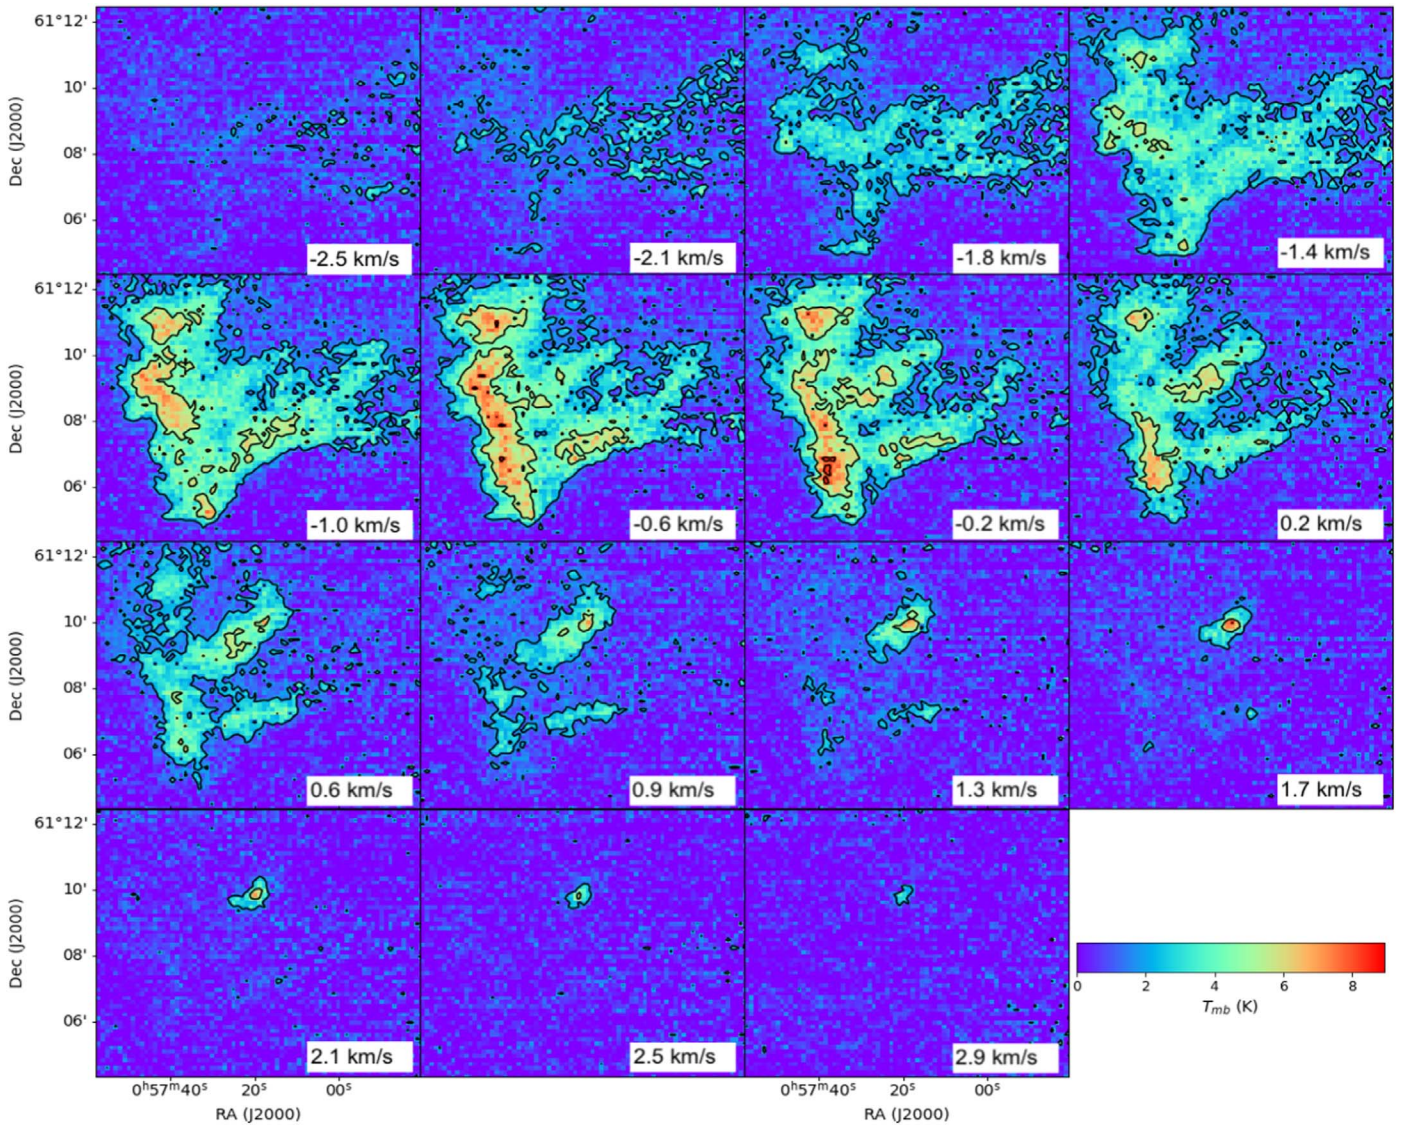 61°12'
10'
08'
06'
Dec (J2000)
-2.5 km/s
-2.1 km/s
-1.8 km/s
-1.4 km/s
61°12'
10'
08'
06'
Dec (J2000)
-1.0 km/s
-0.6 km/s
-0.2 km/s
0.2 km/s
61°12'
10'
08'
06'
Dec (J2000)
0.6 km/s
0.9 km/s
1.3 km/s
1.7 km/s
61°12'
10'
08'
06'
Dec (J2000)
2.1 km/s
2.5 km/s
2.9 km/s
0 2 4 6 8
T_mb (K)
0ʰ57ᵐ40ˢ 20ˢ 00ˢ
RA (J2000)
0ʰ57ᵐ40ˢ 20ˢ 00ˢ
RA (J2000)